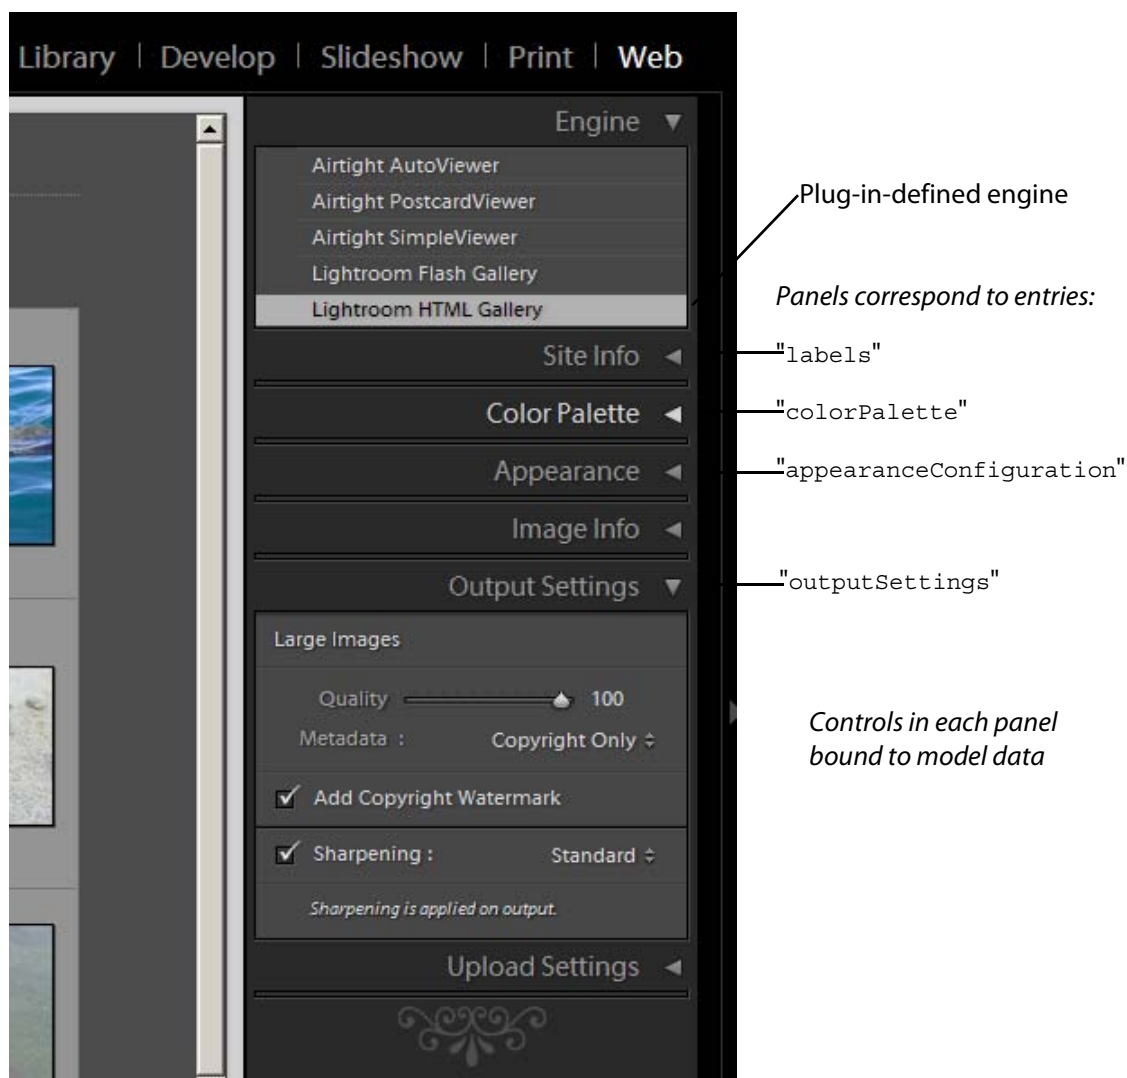 Library | Develop | Slideshow | Print | Web
Engine
Airtight AutoViewer
Airtight PostcardViewer
Airtight SimpleViewer
Lightroom Flash Gallery
Lightroom HTML Gallery
Plug-in-defined engine
Panels correspond to entries:
Site Info
"labels"
Color Palette
"colorPalette"
Appearance
"appearanceConfiguration"
Image Info
Output Settings
"outputSettings"
Large Images
Quality 100
Metadata : Copyright Only
Controls in each panel
bound to model data
Add Copyright Watermark
Sharpening : Standard
Sharpening is applied on output.
Upload Settings